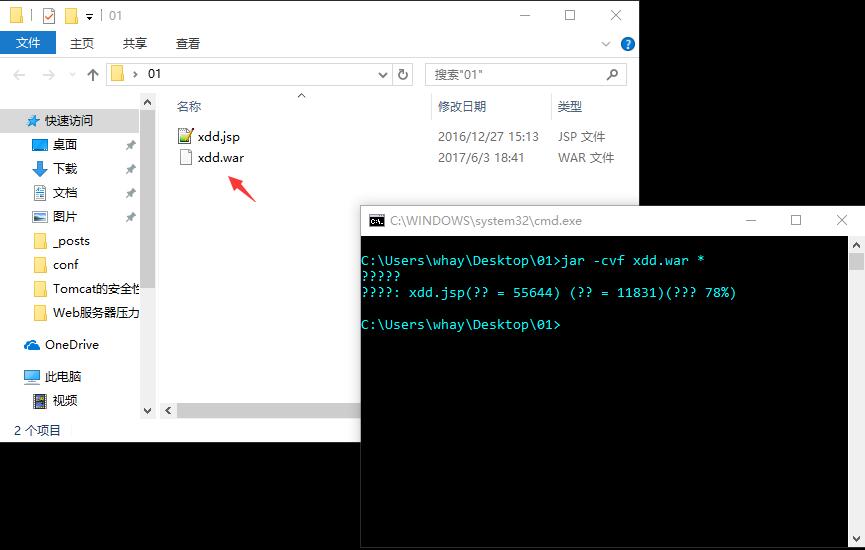 01
文件 主页 共享 查看
01
搜索"01"
名称 修改日期 类型
xdd.jsp 2016/12/27 15:13 JSP 文件
xdd.war 2017/6/3 18:41 WAR 文件
快速访问
桌面
下载
文档
图片
_posts
conf
Tomcat的安全性
Web服务器压力
OneDrive
此电脑
视频
2 个项目
C:\WINDOWS\system32\cmd.exe
C:\Users\whay\Desktop\01>jar -cvf xdd.war *
?????
????: xdd.jsp(?? = 55644) (?? = 11831)(??? 78%)
C:\Users\whay\Desktop\01>